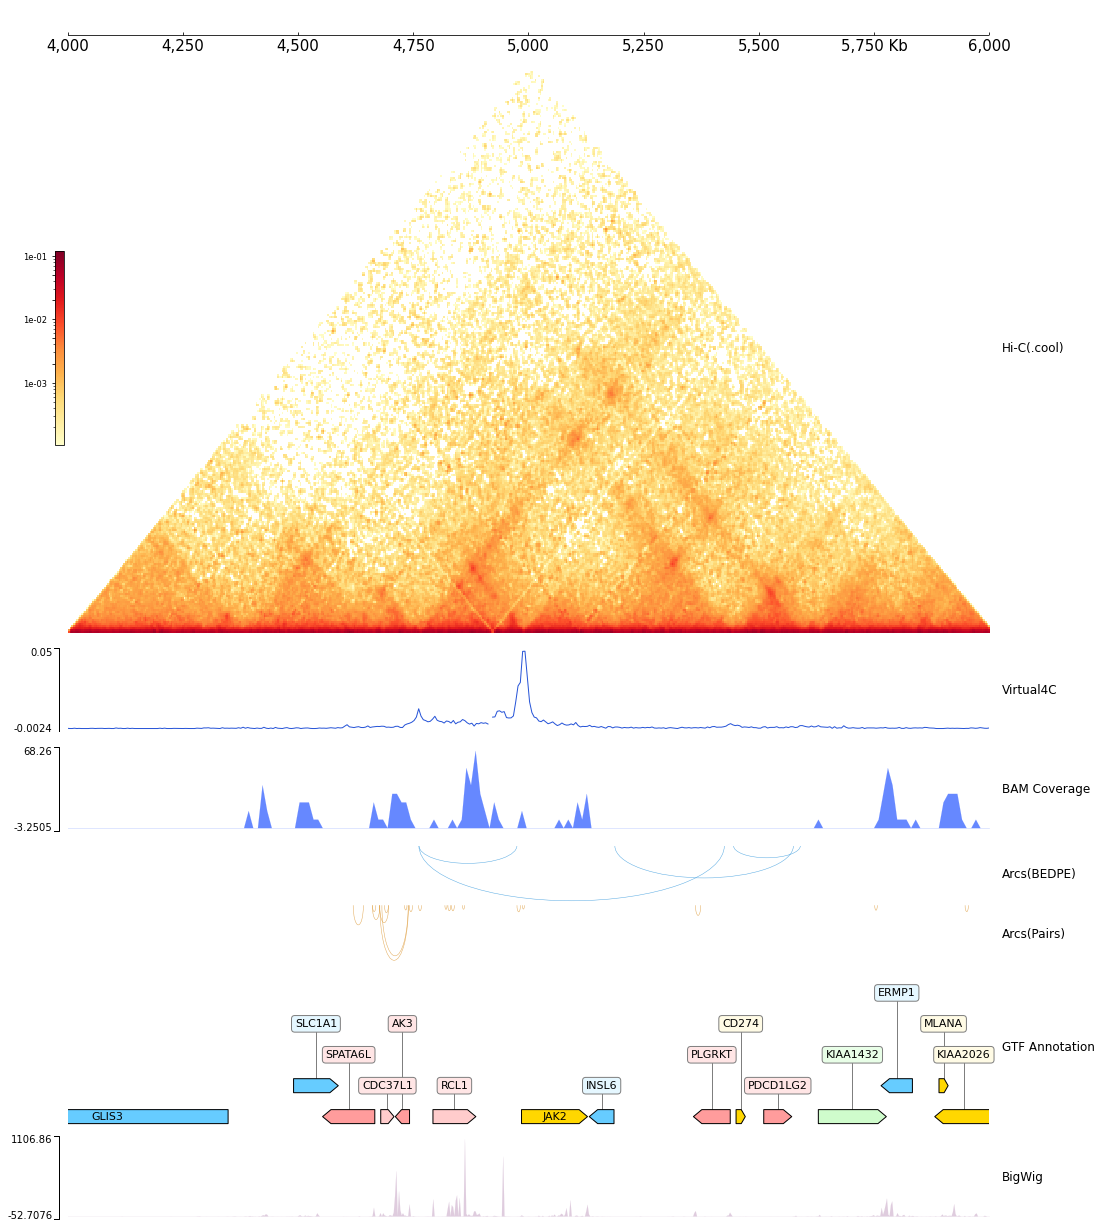 4,000 4,250 4,500 4,750 5,000 5,250 5,500 5,750 Kb 6,000
1e-01
1e-02
1e-03
Hi-C(.cool)
0.05
Virtual4C
-0.0024
68.26
BAM Coverage
-3.2505
Arcs(BEDPE)
Arcs(Pairs)
ERMP1
SLC1A1 AK3 CD274 MLANA
GTF Annotation
SPATA6L PLGRKT KIAA1432 KIAA2026
CDC37L1 RCL1 INSL6 PDCD1LG2
GLIS3 JAK2
1106.86
BigWig
-52.7076